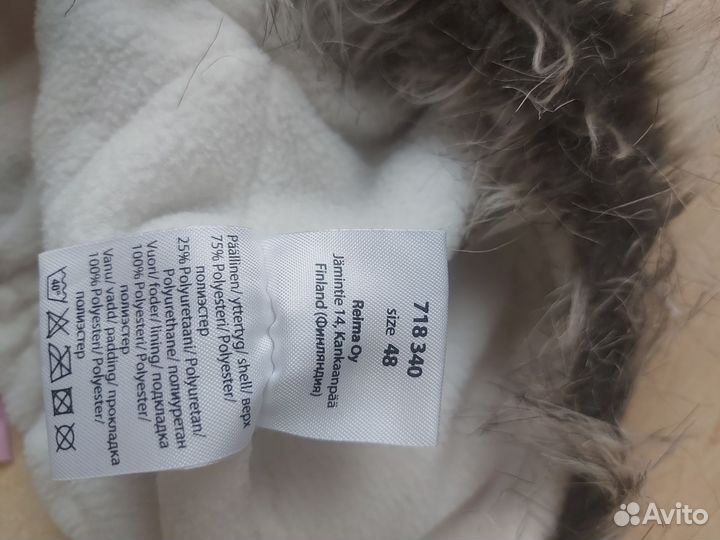 718340
size 48
Reima Oy
Jämintie 14, Kankaanpää
Finland (Финляндия)
Päällinen/ yttertyg/ shell/ верх
75% Polyesteri/ Polyester/
полиэстер
25% Polyuretaani/ Polyuretan/
Polyurethane/ полиуретан
Vuori/ foder/ lining/ подкладка
100% Polyesteri/ Polyester/
полиэстер
Vanu/ vadd/ padding/ прокладка
100% Polyesteri/ Polyester/
полиэстер
40°
Avito